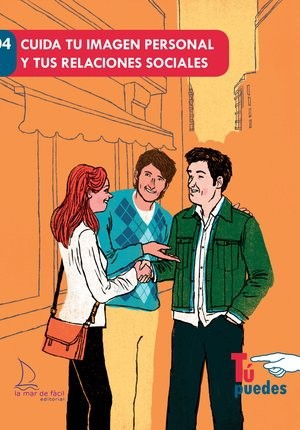 04
CUIDA TU IMAGEN PERSONAL
Y TUS RELACIONES SOCIALES
Tú
puedes
la mar de fácil
editorial